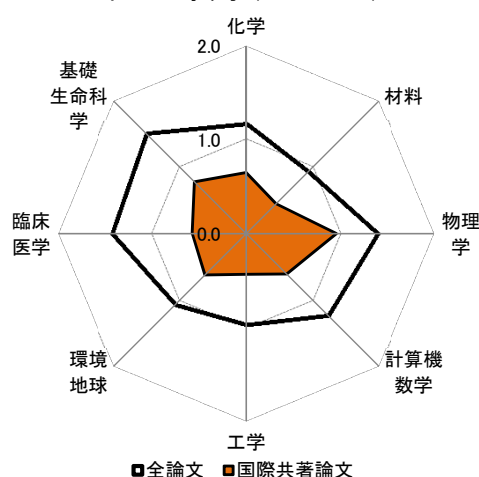 化学
2.0
基礎
生命科
学
材料
1.0
臨床
医学
0.0
物理
学
環境
地球
計算機
数学
工学
全論文 国際共著論文